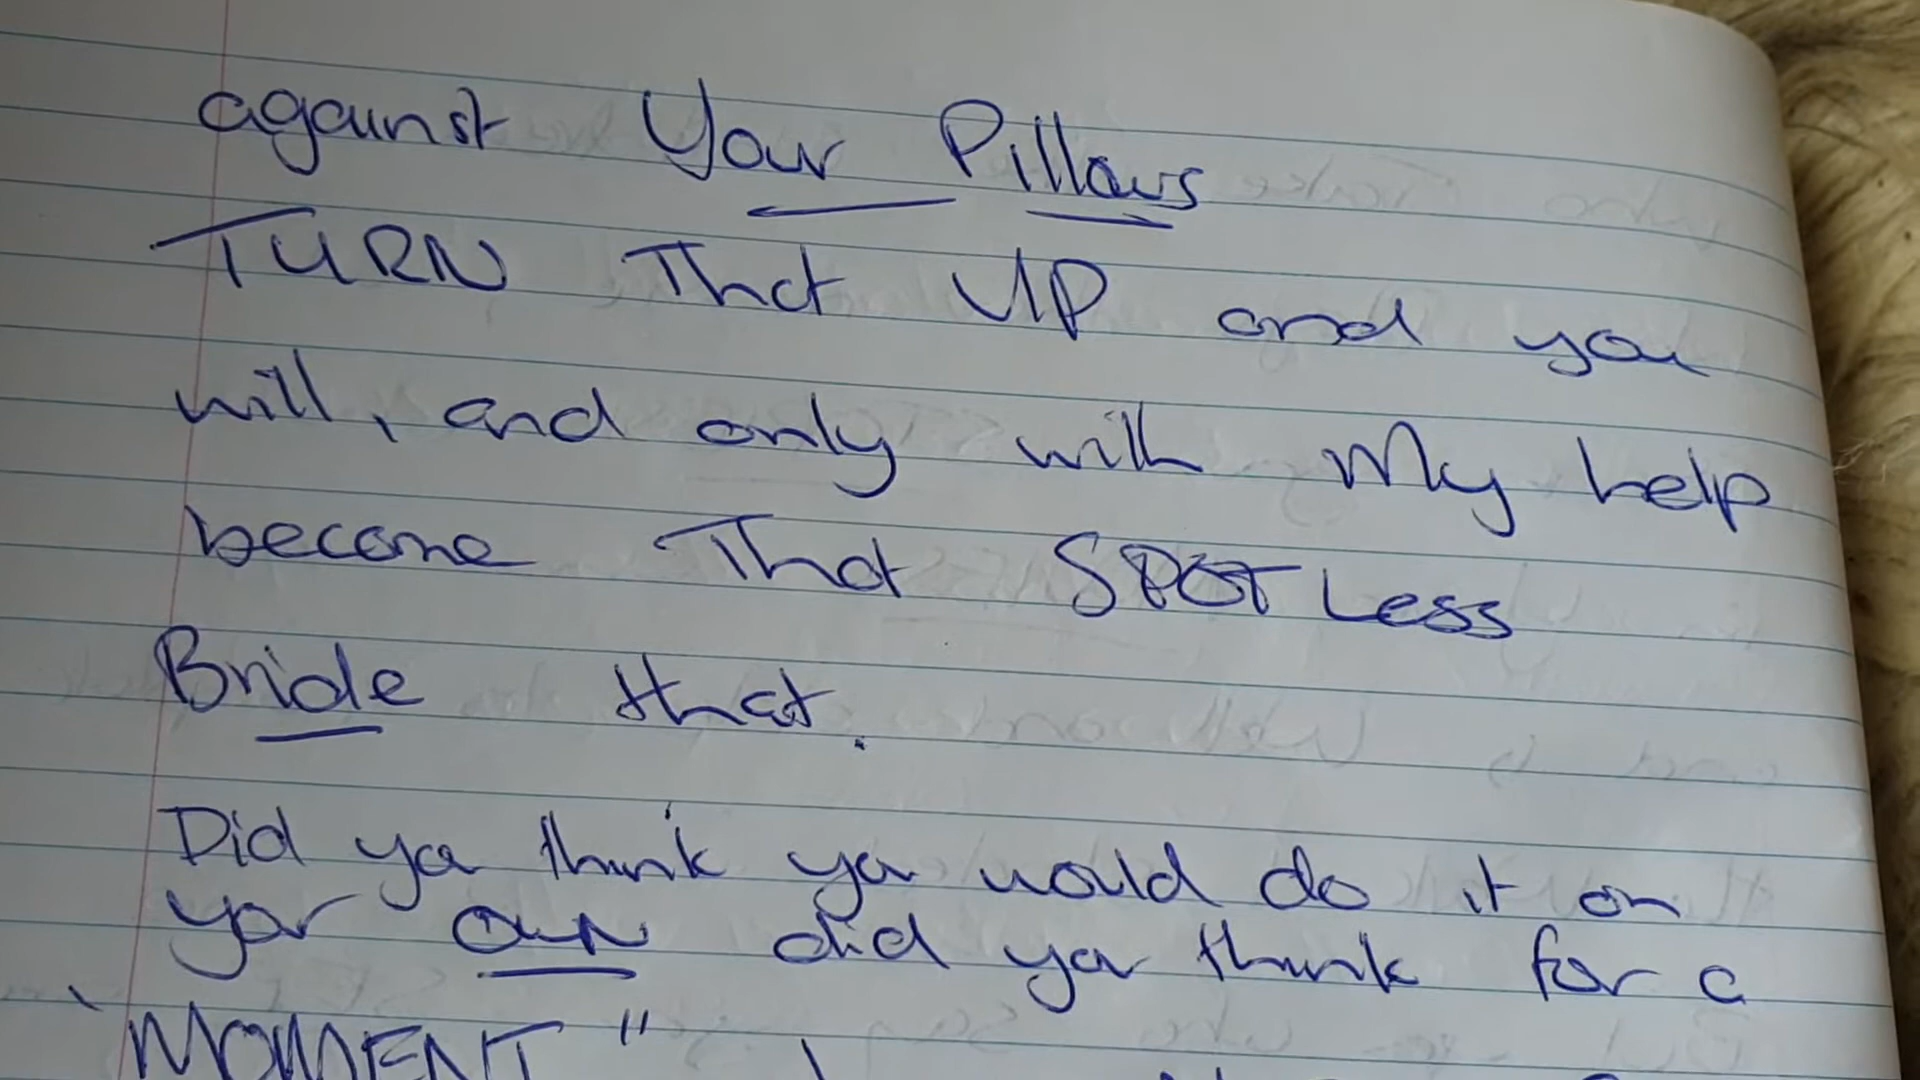 against Your Pillows
TURN That UP and you
will, and only with My help
become That SPOTLess
Bride that.
Did you think you would do it on
your OWN did you think for a
"MOMENT"